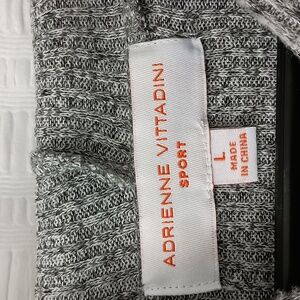 ADRIENNE VITTADINI
SPORT
L
MADE
IN CHINA